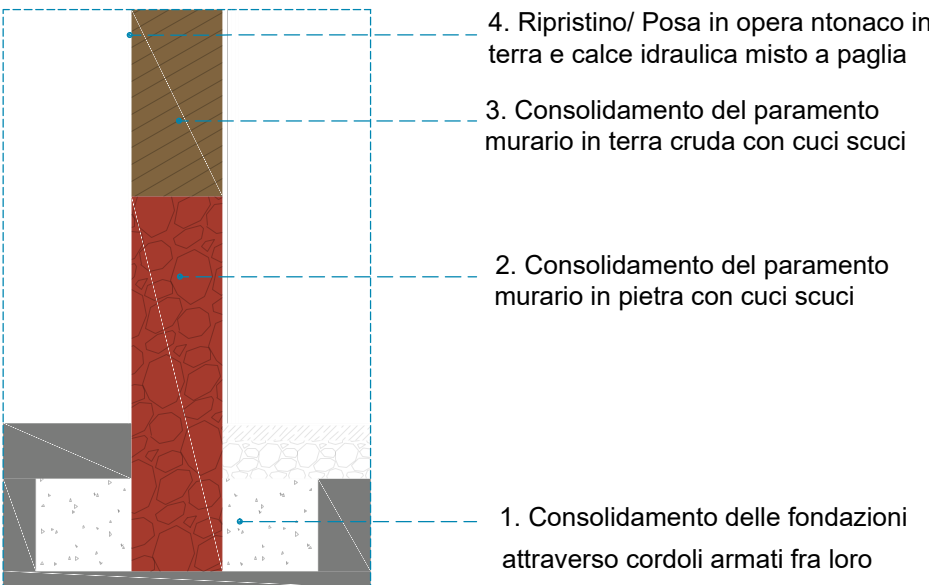 4. Ripristino/ Posa in opera ntonaco in
terra e calce idraulica misto a paglia
3. Consolidamento del paramento
murario in terra cruda con cuci scuci
2. Consolidamento del paramento
murario in pietra con cuci scuci
1. Consolidamento delle fondazioni
attraverso cordoli armati fra loro